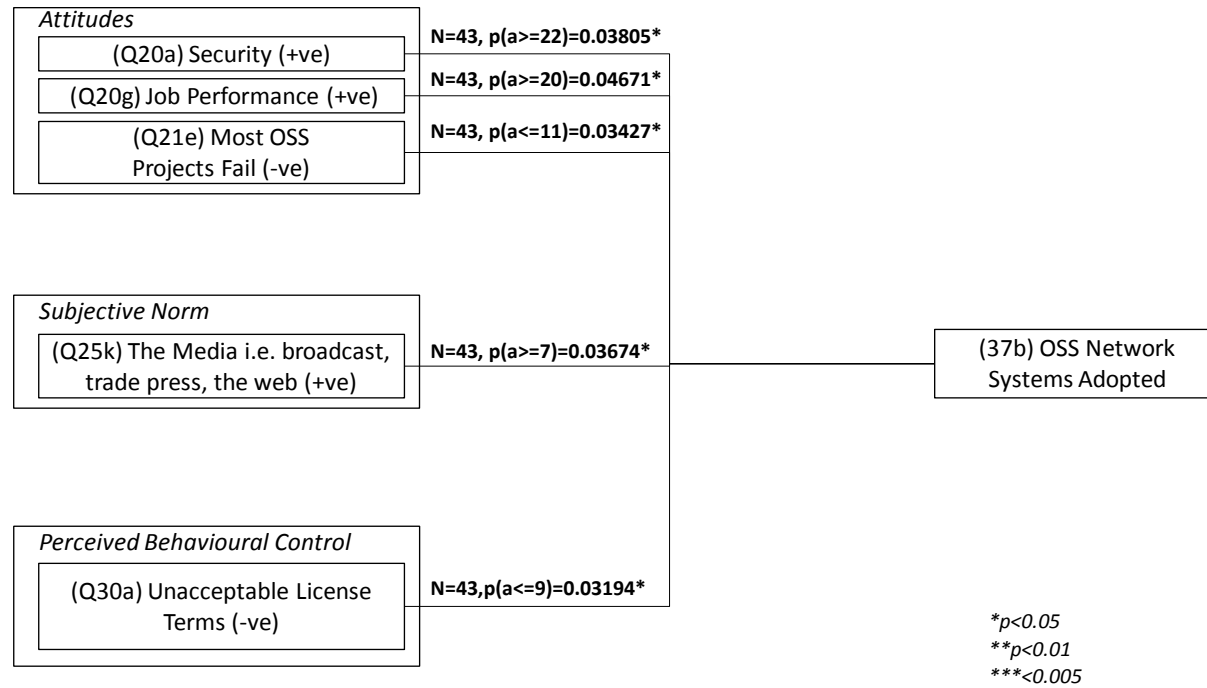 Attitudes
(Q20a) Security (+ve)
N=43, p(a>=22)=0.03805*
(Q20g) Job Performance (+ve)
N=43, p(a>=20)=0.04671*
(Q21e) Most OSS
Projects Fail (-ve)
N=43, p(a<=11)=0.03427*
Subjective Norm
(Q25k) The Media i.e. broadcast,
trade press, the web (+ve)
N=43, p(a>=7)=0.03674*
(37b) OSS Network
Systems Adopted
Perceived Behavioural Control
(Q30a) Unacceptable License
Terms (-ve)
N=43,p(a<=9)=0.03194*
*p<0.05
**p<0.01
***<0.005